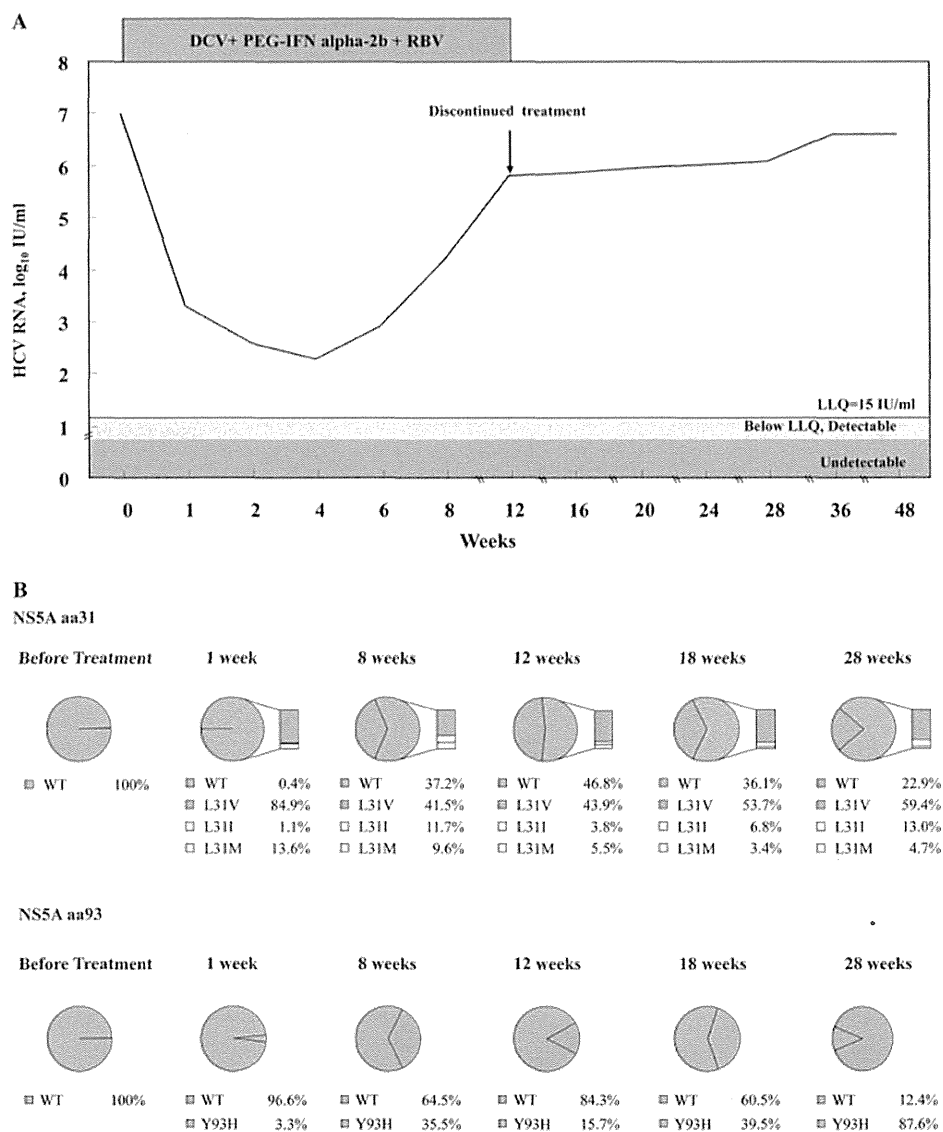 A
DCV+ PEG-IFN alpha-2b + RBV
8
7
6
5
4
3
2
1
0
HCV RNA, log10 IU/ml
Discontinued treatment
LLQ=15 IU/ml
Below LLQ, Detectable
Undetectable
0 1 2 4 6 8 12 16 20 24 28 36 48
Weeks
B
NS5A aa31
Before Treatment 1 week 8 weeks 12 weeks 18 weeks 28 weeks
WT 100% WT 0.4% WT 37.2% WT 46.8% WT 36.1% WT 22.9%
L31V 84.9% L31V 41.5% L31V 43.9% L31V 53.7% L31V 59.4%
L31I 1.1% L31I 11.7% L31I 3.8% L31I 6.8% L31I 13.0%
L31M 13.6% L31M 9.6% L31M 5.5% L31M 3.4% L31M 4.7%
NS5A aa93
Before Treatment 1 week 8 weeks 12 weeks 18 weeks 28 weeks
WT 100% WT 96.6% WT 64.5% WT 84.3% WT 60.5% WT 12.4%
Y93H 3.3% Y93H 35.5% Y93H 15.7% Y93H 39.5% Y93H 87.6%